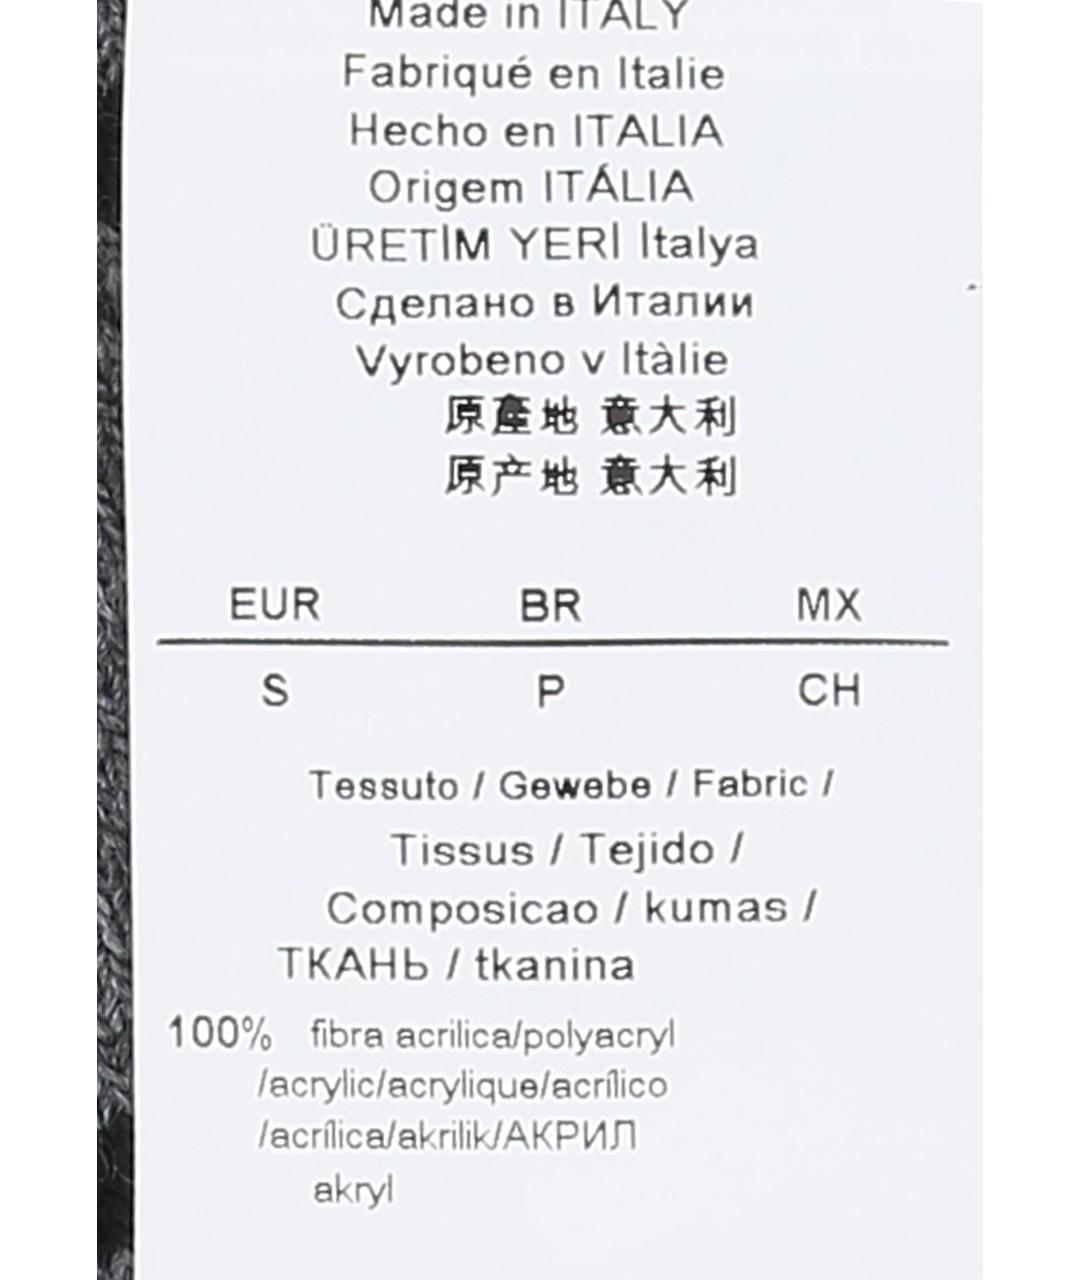 Made in ITALY
Fabriqué en Italie
Hecho en ITALIA
Origem ITÁLIA
ÜRETİM YERİ İtalya
Сделано в Италии
Vyrobeno v Itàlie
原產地 意大利
原产地 意大利
EUR BR MX
S P CH
Tessuto / Gewebe / Fabric /
Tissus / Tejido /
Composicao / kumas /
ТКАНЬ / tkanina
100% fibra acrilica/polyacryl
/acrylic/acrylique/acrílico
/acrílica/akrilik/АКРИЛ
akryl